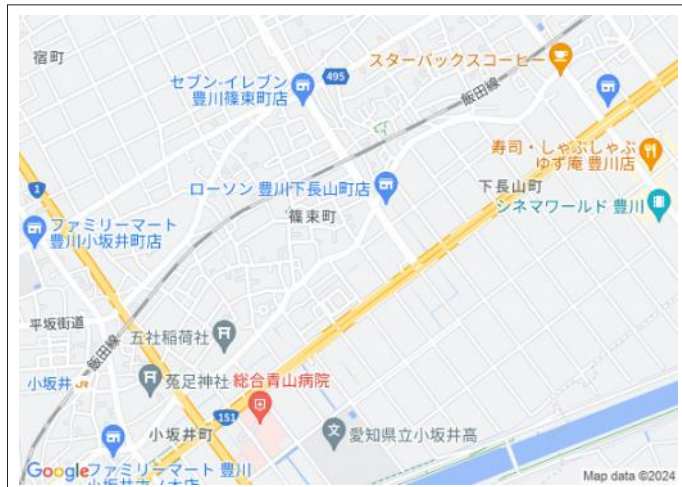 宿町
スターバックスコーヒー
セブン-イレブン
豊川篠東町店
495
飯田線
寿司・しゃぶしゃぶ
ゆず庵 豊川店
1
ローソン 豊川下長山町店
下長山町
シネマワールド 豊川
篠東町
ファミリーマート
豊川小坂井町店
平坂街道
五社稲荷社
飯田線
小坂井 JR
菟足神社
総合青山病院
151
小坂井町
愛知県立小坂井高
Google
ファミリーマート 豊川
Map data ©2024